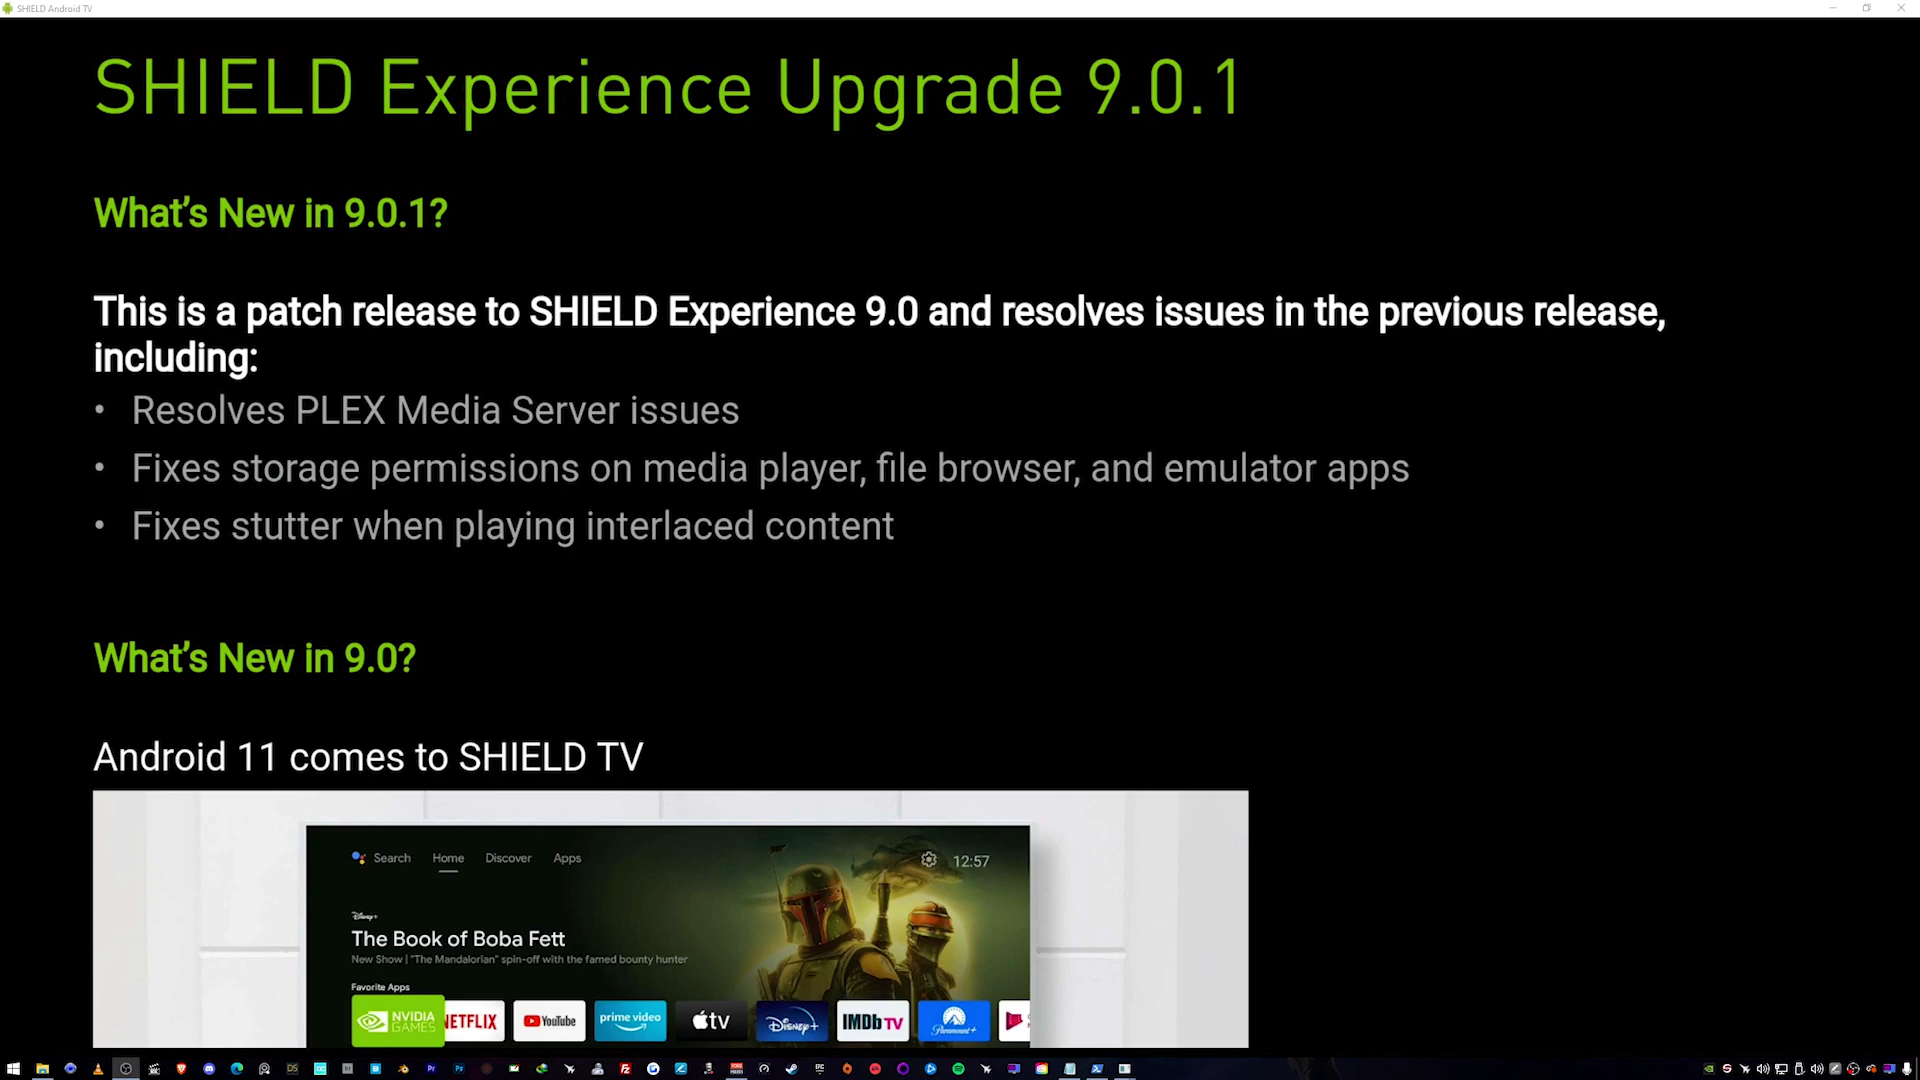 SHIELD Android TV
SHIELD Experience Upgrade 9.0.1
What's New in 9.0.1?
This is a patch release to SHIELD Experience 9.0 and resolves issues in the previous release,
including:
• Resolves PLEX Media Server issues
• Fixes storage permissions on media player, file browser, and emulator apps
• Fixes stutter when playing interlaced content
What's New in 9.0?
Android 11 comes to SHIELD TV
Search Home Discover Apps 12:57
Disney+
The Book of Boba Fett
New Show | "The Mandalorian" spin-off with the famed bounty hunter
Favorite Apps
NVIDIA GAMES NETFLIX YouTube prime video tv Disney+ IMDb TV Paramount+